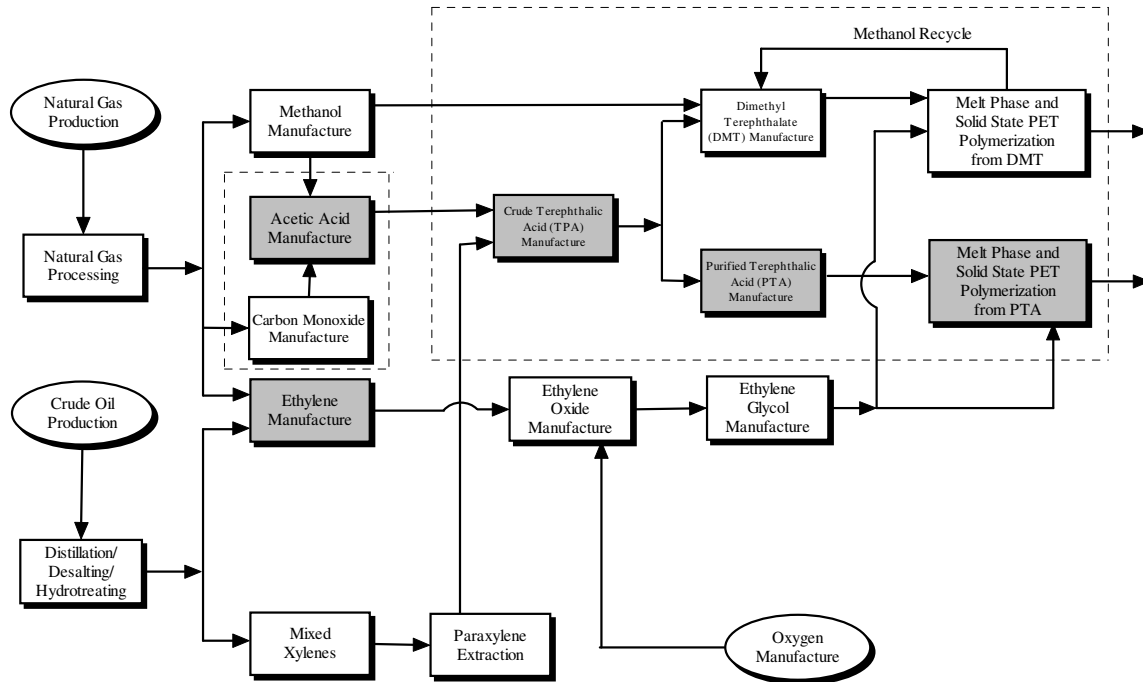 Methanol Recycle
Natural Gas
Production
Methanol
Manufacture
Dimethyl
Terephthalate
(DMT) Manufacture
Melt Phase and
Solid State PET
Polymerization
from DMT
Natural Gas
Processing
Acetic Acid
Manufacture
Crude Terephthalic
Acid (TPA)
Manufacture
Purified Terephthalic
Acid (PTA)
Manufacture
Melt Phase and
Solid State PET
Polymerization
from PTA
Carbon Monoxide
Manufacture
Crude Oil
Production
Ethylene
Manufacture
Ethylene
Oxide
Manufacture
Ethylene
Glycol
Manufacture
Distillation/
Desalting/
Hydrotreating
Mixed
Xylenes
Paraxylene
Extraction
Oxygen
Manufacture